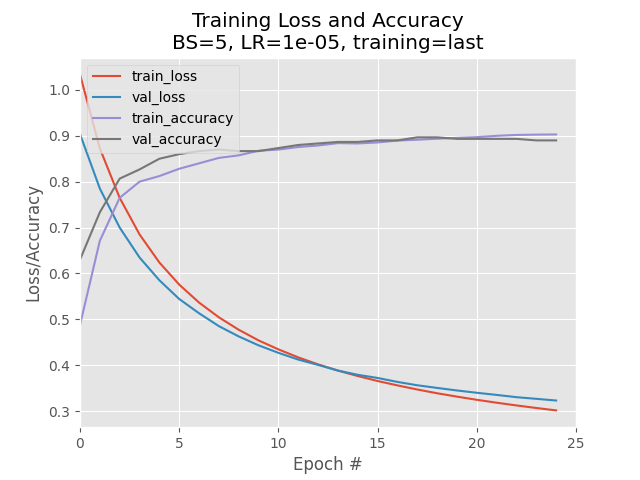 Training Loss and Accuracy
BS=5, LR=1e-05, training=last
train_loss
val_loss
train_accuracy
val_accuracy
1.0
0.9
0.8
0.7
0.6
0.5
0.4
0.3
Loss/Accuracy
0 5 10 15 20 25
Epoch #